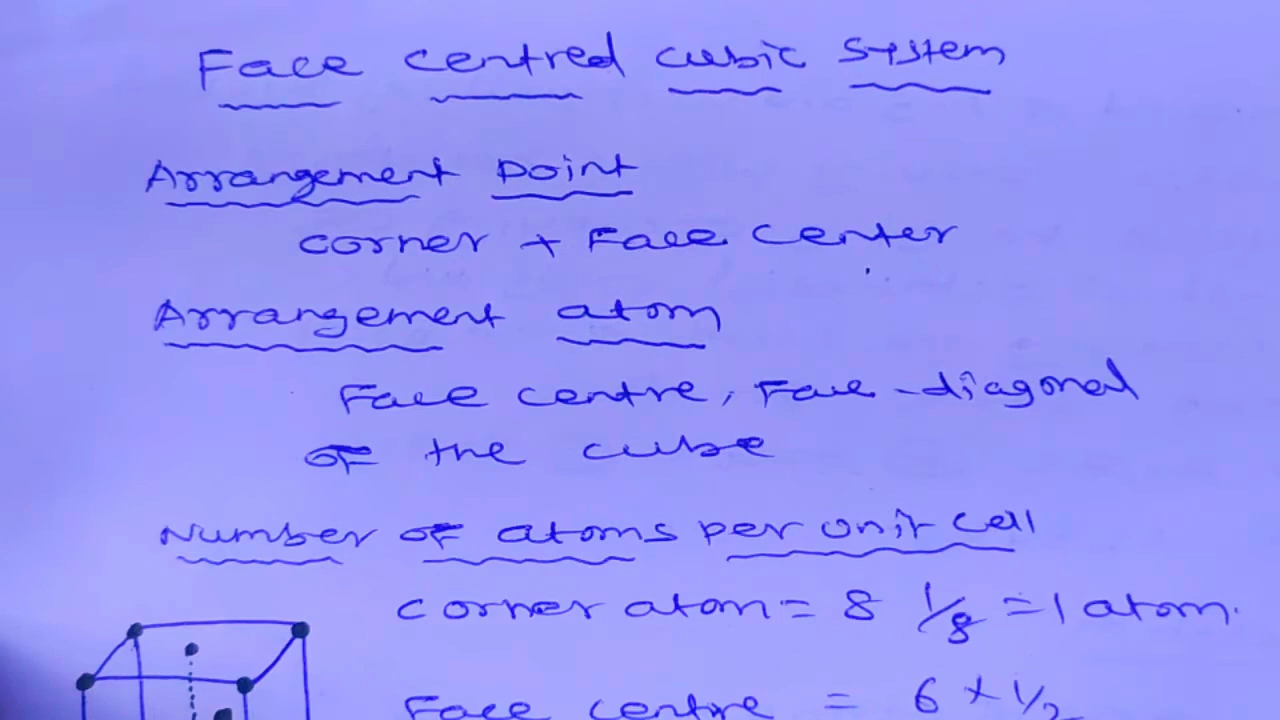 Face centred cubic system
Arrangement Point
corner + Face center
Arrangement atom
Face centre, Face-diagonal
of the cube
Number of atoms per unit cell
corner atom = 8 1/8 = 1 atom.
Face centre = 6 × 1/2